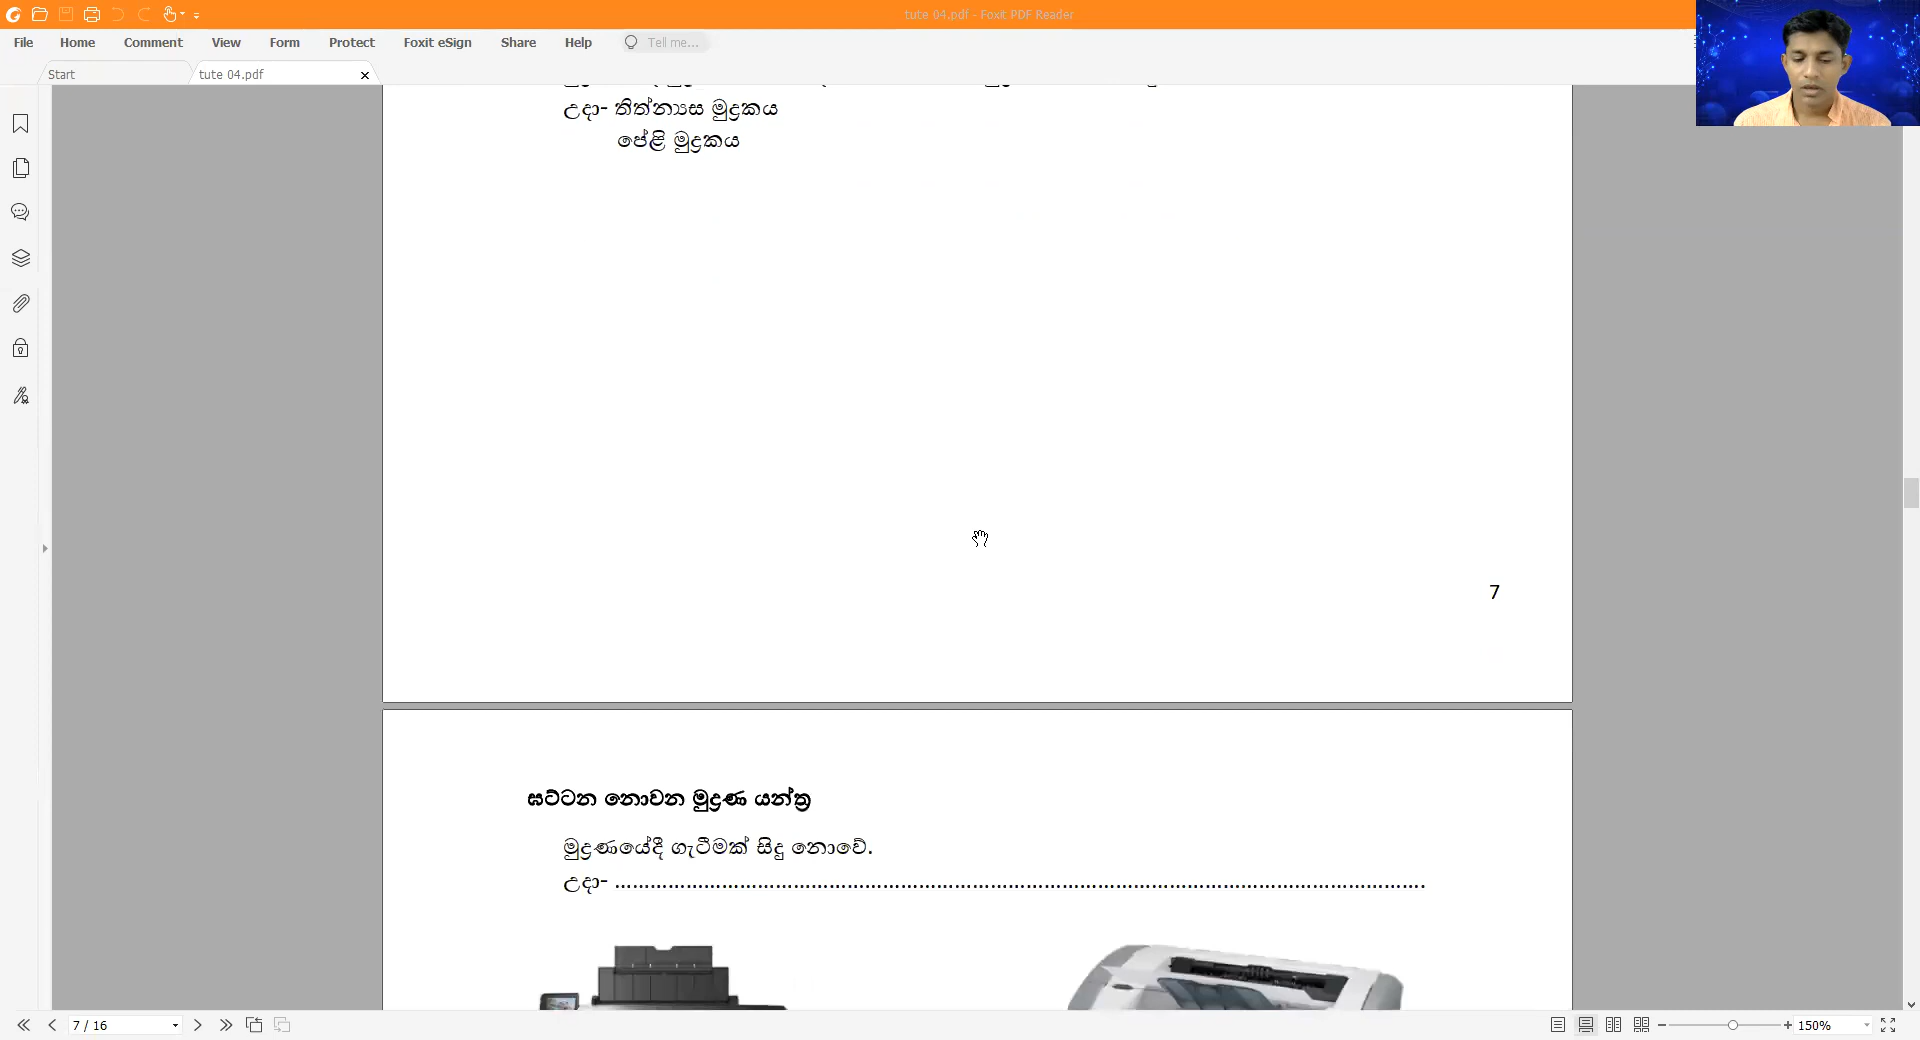 tute 04.pdf - Foxit PDF Reader
File Home Comment View Form Protect Foxit eSign Share Help Tell me...
Start tute 04.pdf
උදා- තිත්න්‍යාස මුද්‍රකය
පේළි මුද්‍රකය
7
ඝට්ටන නොවන මුද්‍රණ යන්ත්‍ර
මුද්‍රණයේදී ගැටීමක් සිදු නොවේ.
උදා- ................................................................................................................................................
7 / 16 150%